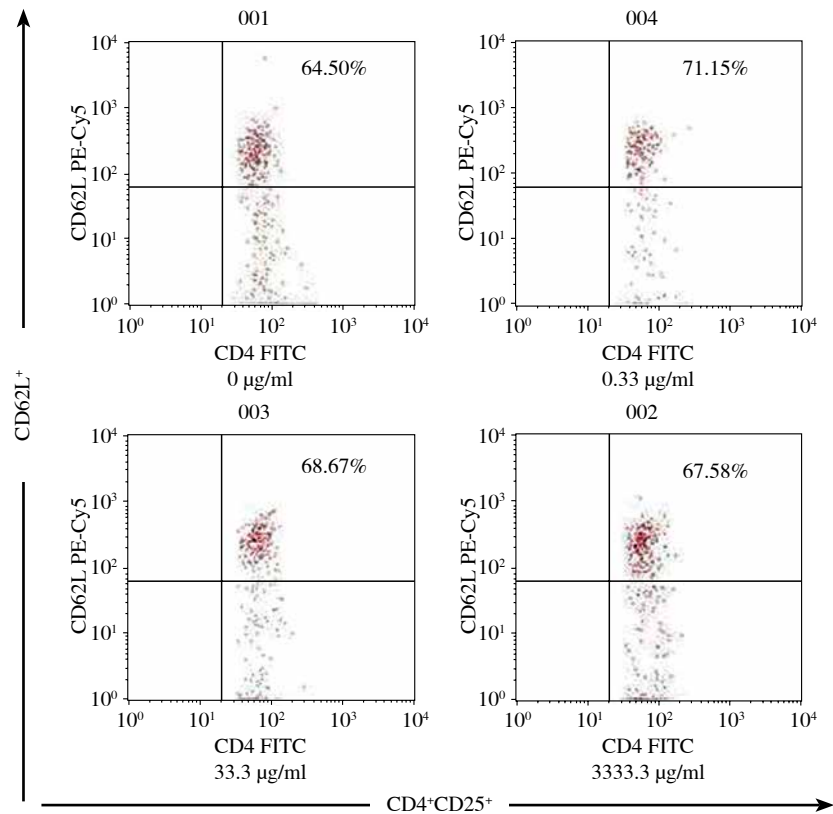 001
10⁴
10³
10²
10¹
10⁰
CD62L PE-Cy5
64.50%
10⁰ 10¹ 10² 10³ 10⁴
CD4 FITC
0 µg/ml
004
10⁴
10³
10²
10¹
10⁰
CD62L PE-Cy5
71.15%
10⁰ 10¹ 10² 10³ 10⁴
CD4 FITC
0.33 µg/ml
CD62L⁺
003
10⁴
10³
10²
10¹
10⁰
CD62L PE-Cy5
68.67%
10⁰ 10¹ 10² 10³ 10⁴
CD4 FITC
33.3 µg/ml
002
10⁴
10³
10²
10¹
10⁰
CD62L PE-Cy5
67.58%
10⁰ 10¹ 10² 10³ 10⁴
CD4 FITC
3333.3 µg/ml
CD4⁺CD25⁺